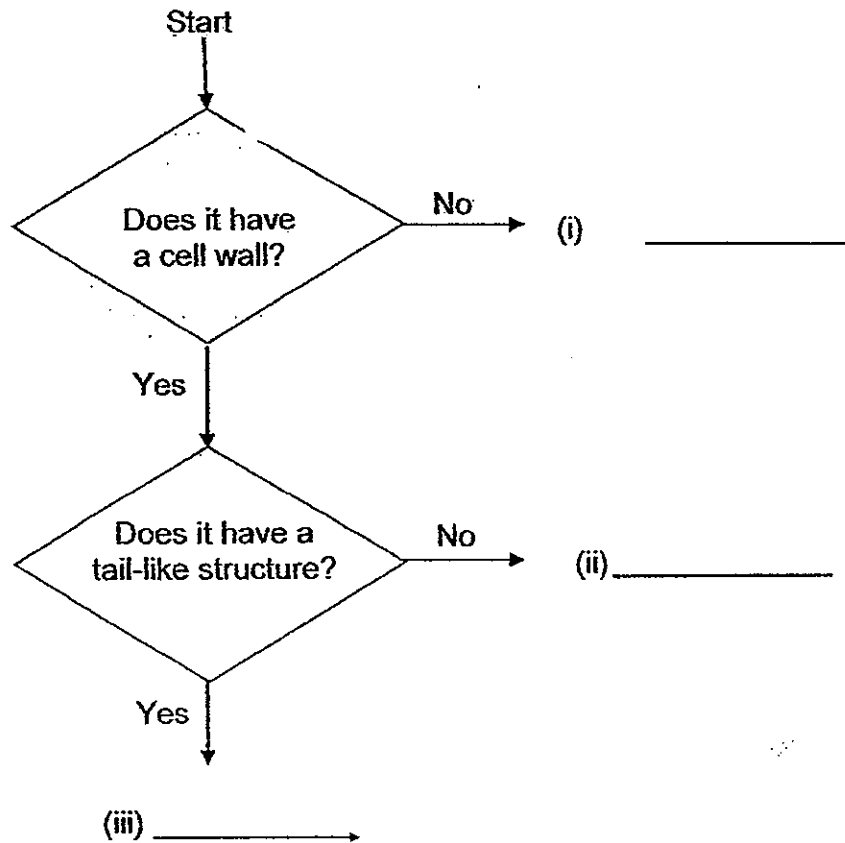 Start
Does it have
a cell wall?
No
(i)
Yes
Does it have a
tail-like structure?
No
(ii)
Yes
(iii)